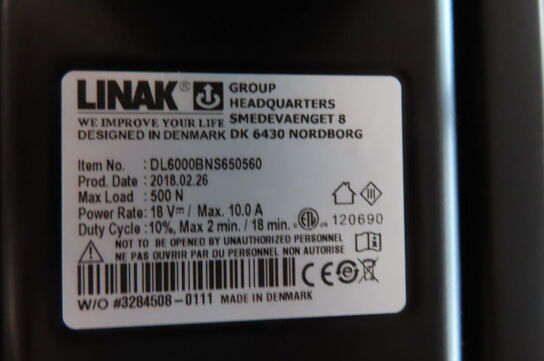 LINAK® GROUP
HEADQUARTERS
WE IMPROVE YOUR LIFE SMEDEVAENGET 8
DESIGNED IN DENMARK DK 6430 NORDBORG
Item No. : DL6000BNS650560
Prod. Date : 2018.02.26
Max Load : 500 N
Power Rate: 18 V⎓/ Max. 10.0 A
Duty Cycle : 10%, Max 2 min. / 18 min. c ETL us 120690
NOT TO BE OPENED BY UNAUTHORIZED PERSONNEL
NE PAS OUVRIR PAR DU PERSONNEL NON AUTORISE
CE
W/O #3284508-0111 MADE IN DENMARK